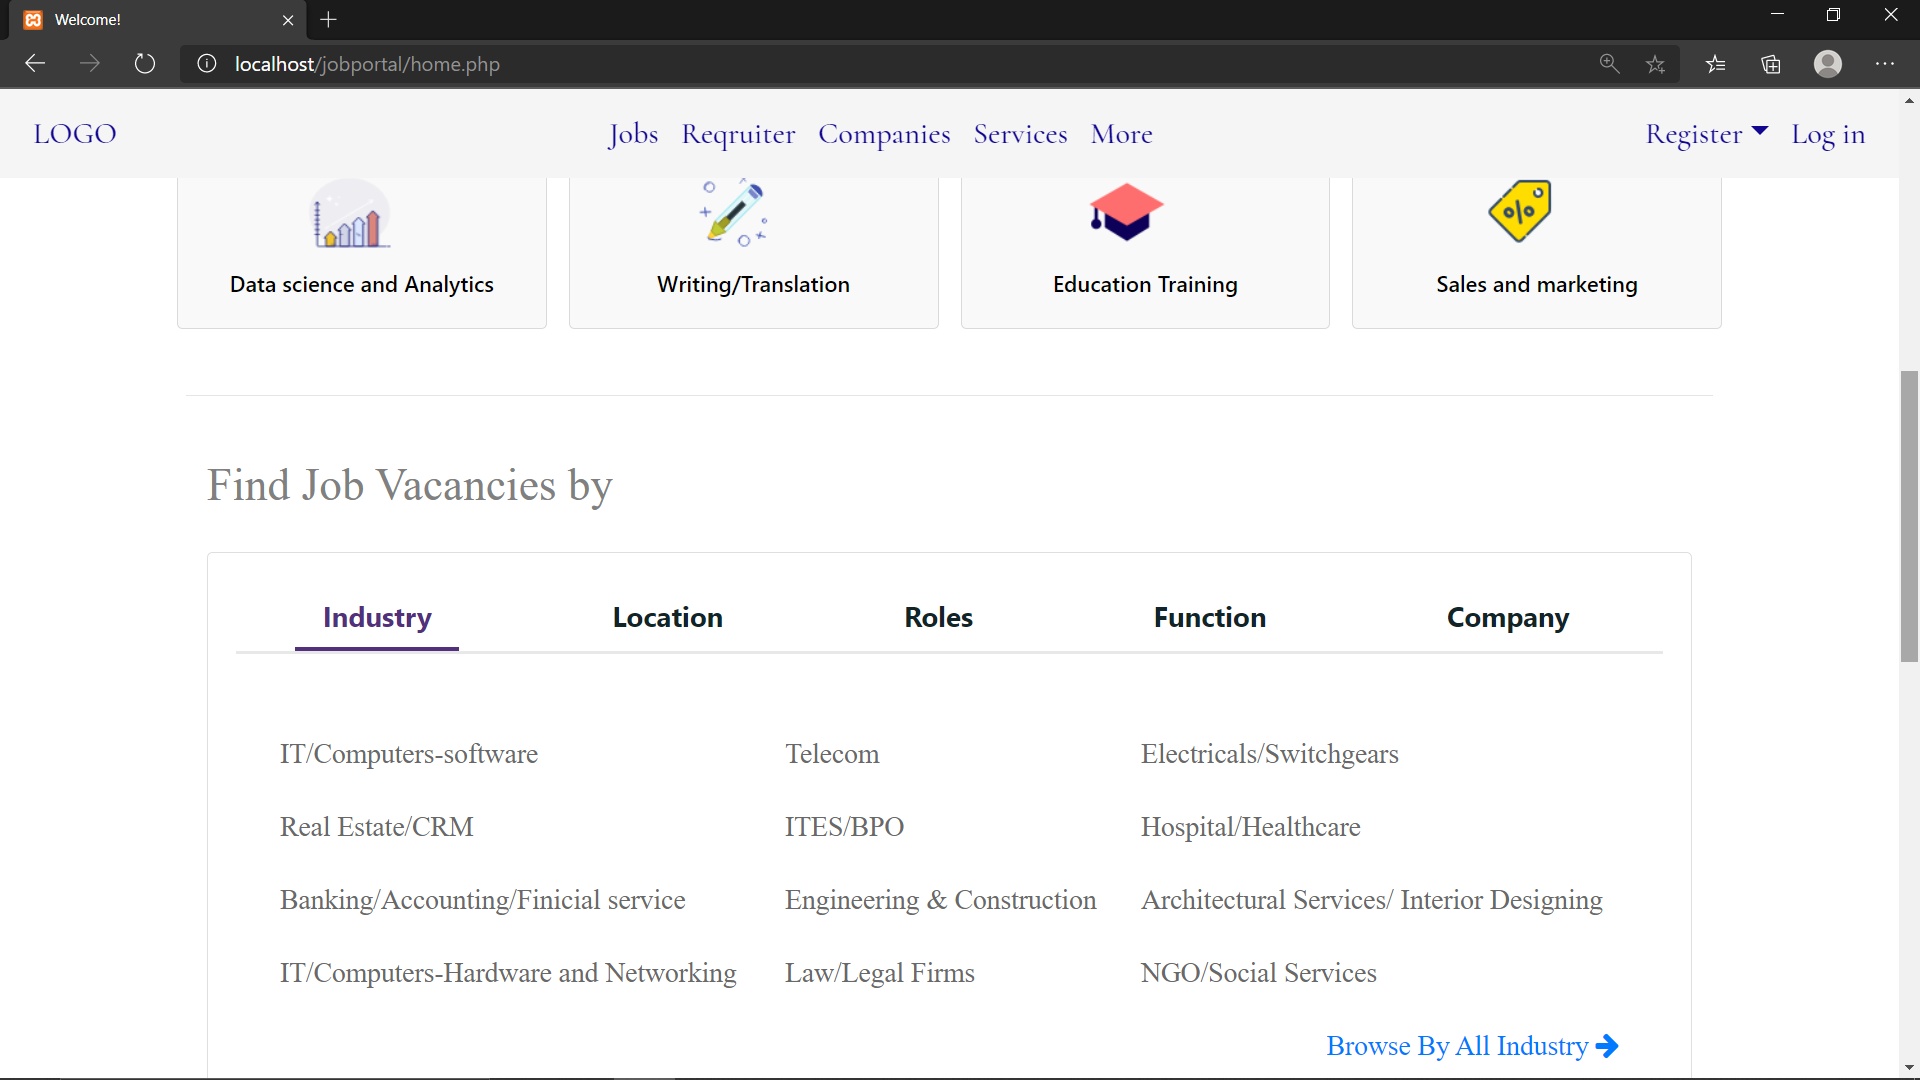 Welcome!
localhost/jobportal/home.php
LOGO Jobs Reqruiter Companies Services More Register Log in
%
Data science and Analytics Writing/Translation Education Training Sales and marketing
Find Job Vacancies by
Industry Location Roles Function Company
IT/Computers-software Telecom Electricals/Switchgears
Real Estate/CRM ITES/BPO Hospital/Healthcare
Banking/Accounting/Finicial service Engineering & Construction Architectural Services/ Interior Designing
IT/Computers-Hardware and Networking Law/Legal Firms NGO/Social Services
Browse By All Industry